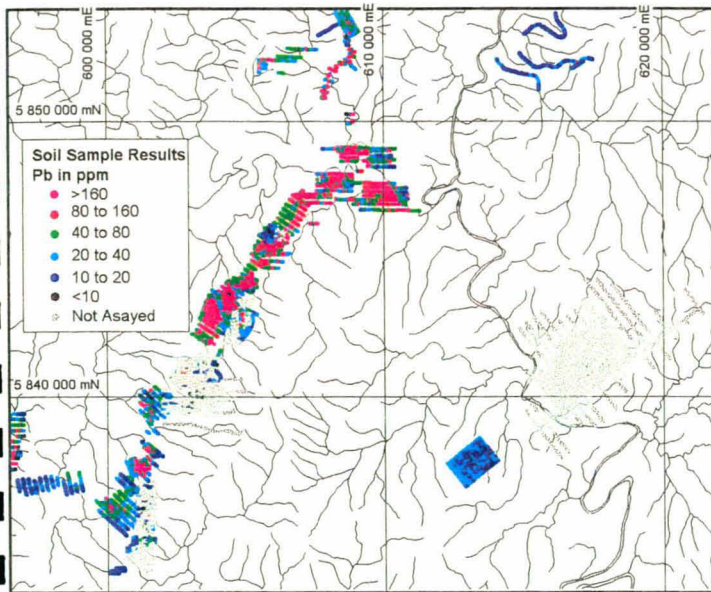 600 000 mE
610 000 mE
620 000 mE
5 850 000 mN
Soil Sample Results
Pb in ppm
>160
80 to 160
40 to 80
20 to 40
10 to 20
<10
Not Asayed
5 840 000 mN